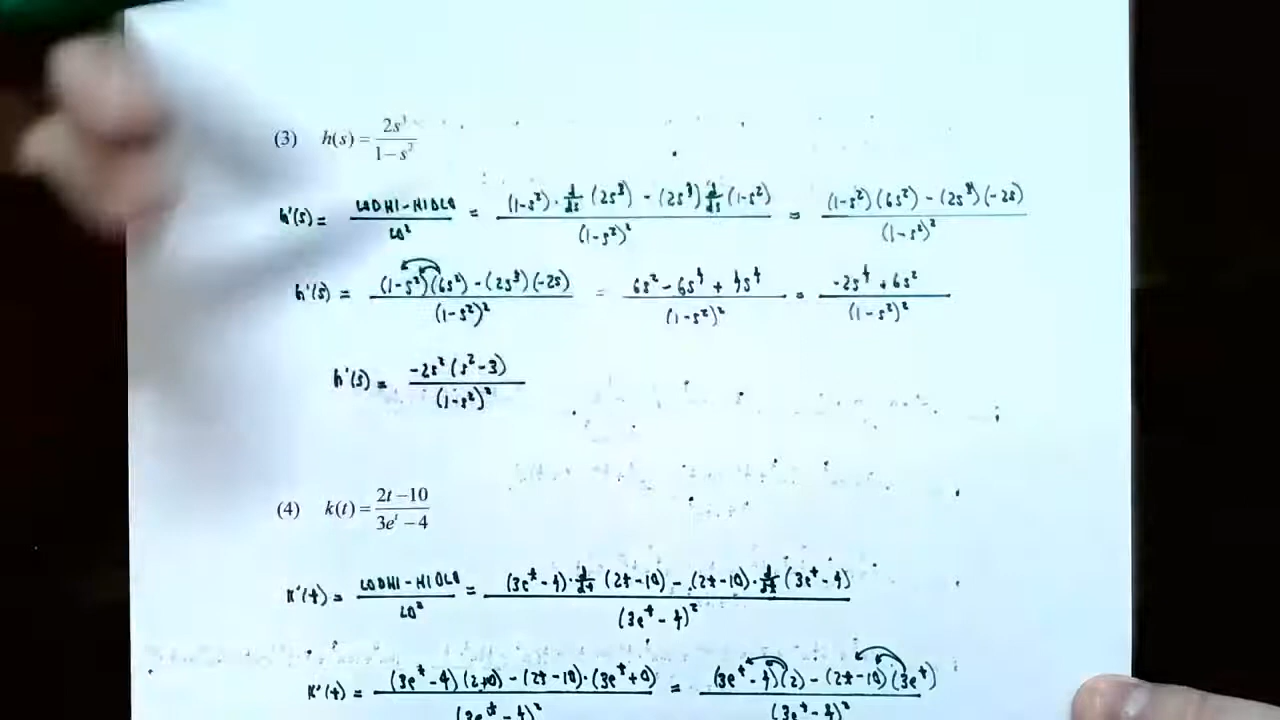 (3) h(s) = 2s³ / 1 − s²
h'(s) = LODHI-HIDLO / LO² = (1-s²)·d/ds(2s³) - (2s³)d/ds(1-s²) / (1-s²)² = (1-s²)(6s²) - (2s³)(-2s) / (1-s²)²
h'(s) = (1-s²)(6s²) - (2s³)(-2s) / (1-s²)² = 6s² - 6s⁴ + 4s⁴ / (1-s²)² = -2s⁴ + 6s² / (1-s²)²
h'(s) = -2s²(s²-3) / (1-s²)²
(4) k(t) = 2t − 10 / 3eᵗ − 4
K'(t) = LODHI-HIDLO / LO² = (3eᵗ-4)·d/dt(2t-10) - (2t-10)·d/dt(3eᵗ-4) / (3eᵗ-4)²
K'(t) = (3eᵗ-4)(2+0) - (2t-10)·(3eᵗ+0) / (3eᵗ-4)² = (3eᵗ-4)(2) - (2t-10)(3eᵗ) / (3eᵗ-4)²